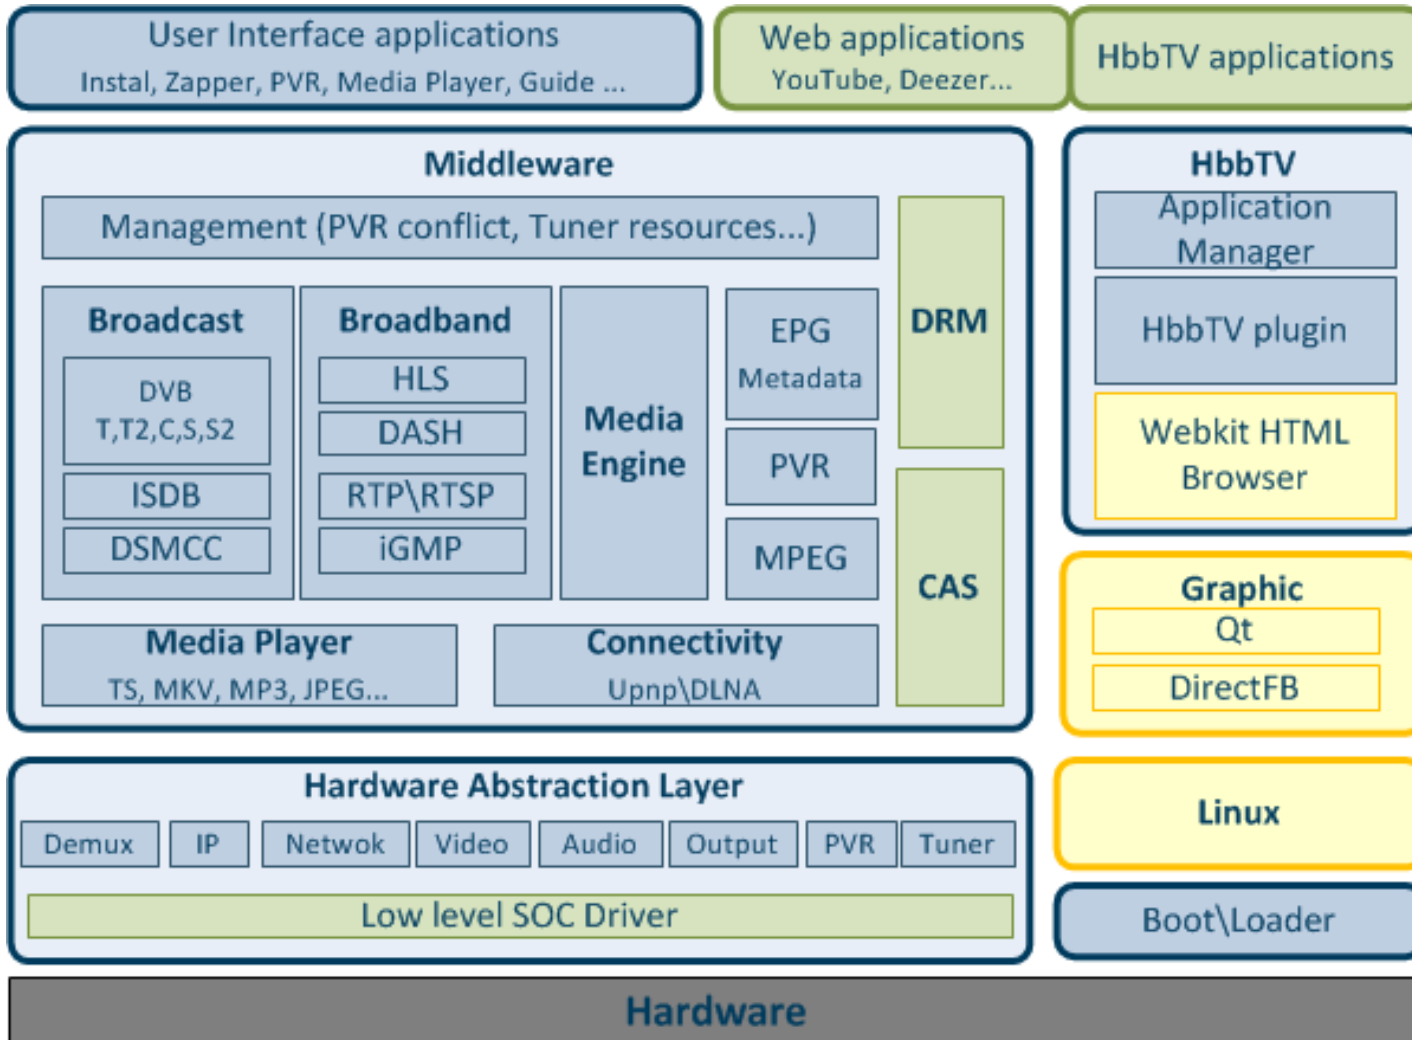 User Interface applications
Instal, Zapper, PVR, Media Player, Guide ...
Web applications
YouTube, Deezer...
HbbTV applications
Middleware
Management (PVR conflict, Tuner resources...)
Broadcast
DVB
T,T2,C,S,S2
ISDB
DSMCC
Broadband
HLS
DASH
RTP\RTSP
iGMP
Media
Engine
EPG
Metadata
PVR
MPEG
DRM
CAS
Media Player
TS, MKV, MP3, JPEG...
Connectivity
Upnp\DLNA
HbbTV
Application
Manager
HbbTV plugin
Webkit HTML
Browser
Graphic
Qt
DirectFB
Hardware Abstraction Layer
Demux
IP
Netwok
Video
Audio
Output
PVR
Tuner
Low level SOC Driver
Linux
Boot\Loader
Hardware